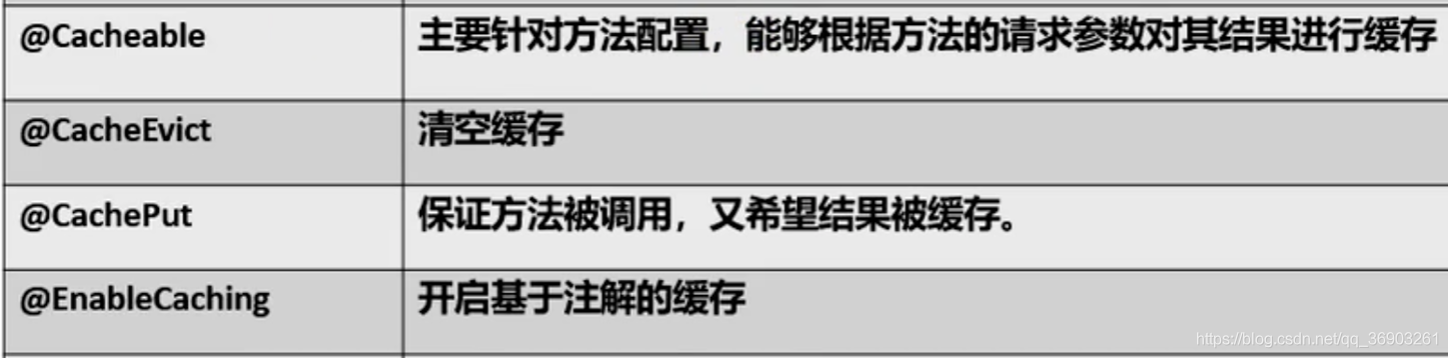 @Cacheable 主要针对方法配置，能够根据方法的请求参数对其结果进行缓存
@CacheEvict 清空缓存
@CachePut 保证方法被调用，又希望结果被缓存。
@EnableCaching 开启基于注解的缓存
https://blog.csdn.net/qq_36903261